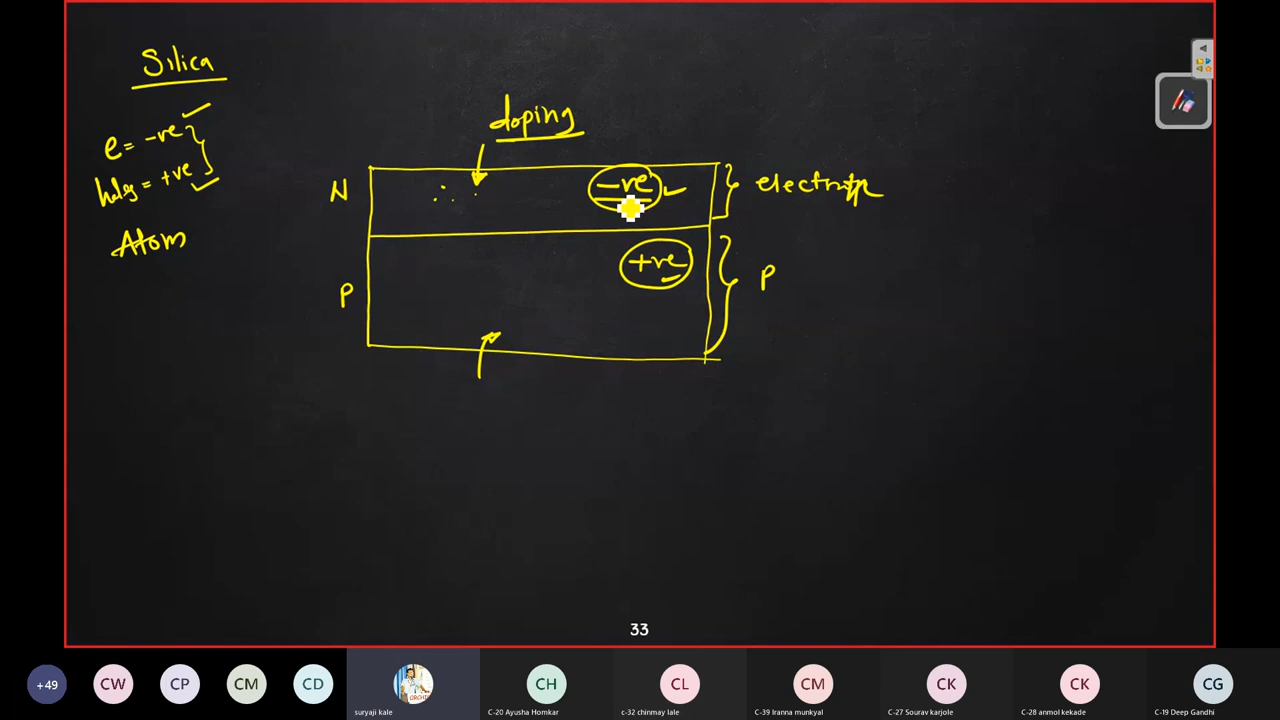 Silica
e = -ve
holes = +ve
Atom
doping
N
-ve
P
+ve
P
33
+49
CW
CP
CM
CD
ORCHID
suryaji kale
CH
C-20 Ayusha Homkar
CL
c-32 chinmay lale
CM
C-39 Iranna munkyal
CK
C-27 Sourav karjole
CK
C-28 anmol kekade
CG
C-19 Deep Gandhi